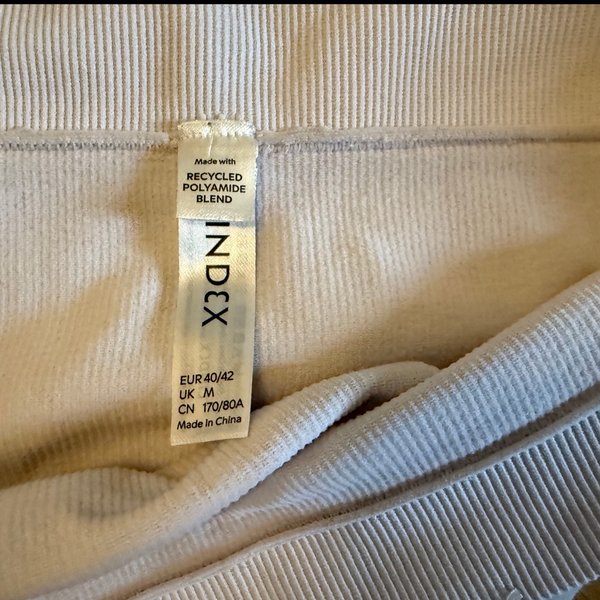 Made with
RECYCLED
POLYAMIDE
BLEND
INDEX
EUR 40/42
UK M
CN 170/80A
Made in China